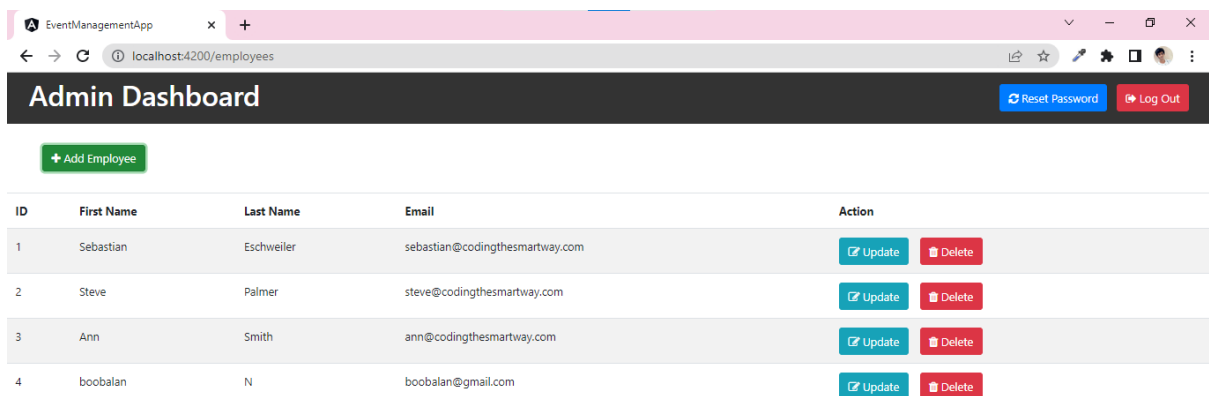 EventManagementApp
localhost:4200/employees
Admin Dashboard Reset Password Log Out
Add Employee
ID First Name Last Name Email Action
1 Sebastian Eschweiler sebastian@codingthesmartway.com Update Delete
2 Steve Palmer steve@codingthesmartway.com Update Delete
3 Ann Smith ann@codingthesmartway.com Update Delete
4 boobalan N boobalan@gmail.com Update Delete